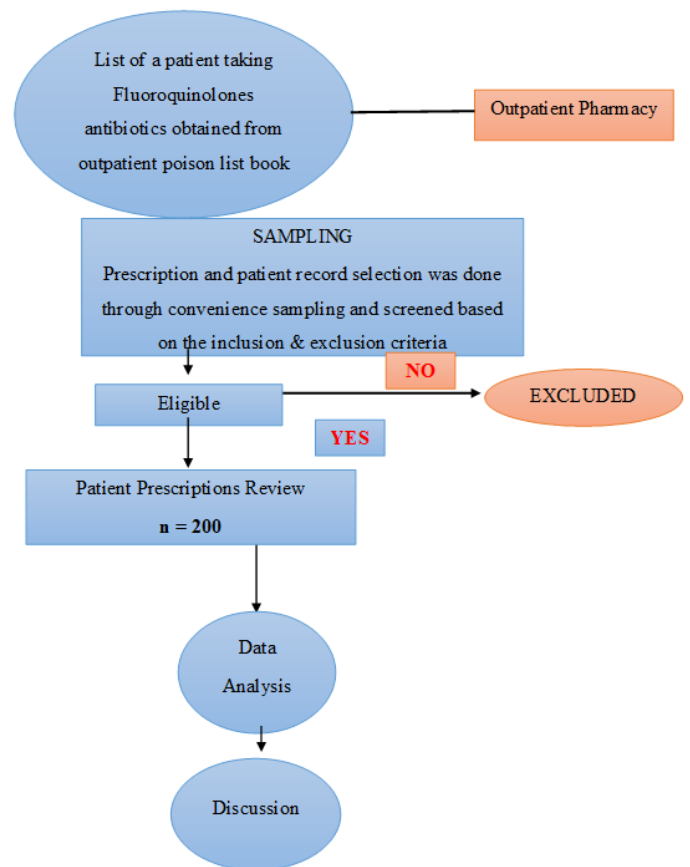 List of a patient taking
Fluoroquinolones
antibiotics obtained from
outpatient poison list book
Outpatient Pharmacy
SAMPLING
Prescription and patient record selection was done
through convenience sampling and screened based
on the inclusion & exclusion criteria
NO
Eligible
EXCLUDED
YES
Patient Prescriptions Review
n = 200
Data
Analysis
Discussion